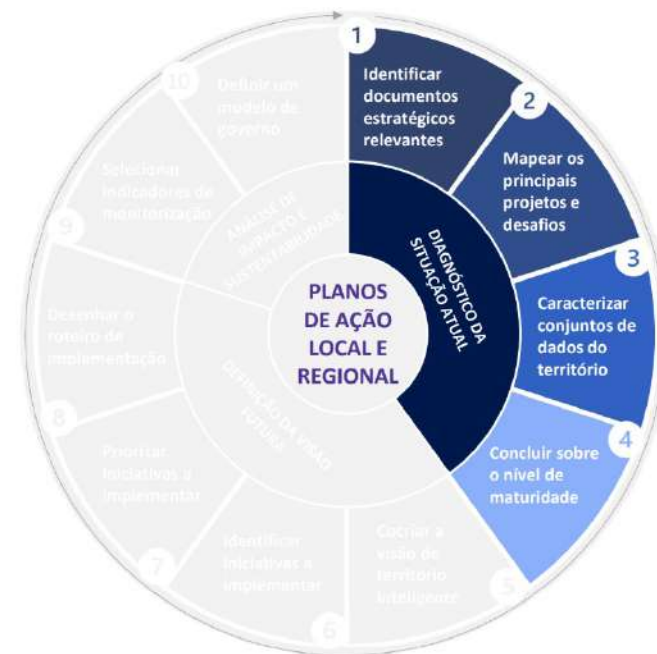 1
Identificar
documentos
estratégicos
relevantes
2
Mapear os
principais
projetos e
desafios
3
Caracterizar
conjuntos de
dados do
território
4
Concluir sobre
o nível de
maturidade
5
Cocriar a
visão de
território
inteligente
6
Identificar
iniciativas a
implementar
7
Priorizar
iniciativas a
implementar
8
Desenhar o
roteiro de
implementação
9
Selecionar
indicadores de
monitorização
10
Definir um
modelo de
governo
DIAGNÓSTICO DA
SITUAÇÃO ATUAL
DEFINIÇÃO DA VISÃO
FUTURA
ANÁLISE DE
IMPACTO E
SUSTENTABILIDADE
PLANOS
DE AÇÃO
LOCAL E
REGIONAL